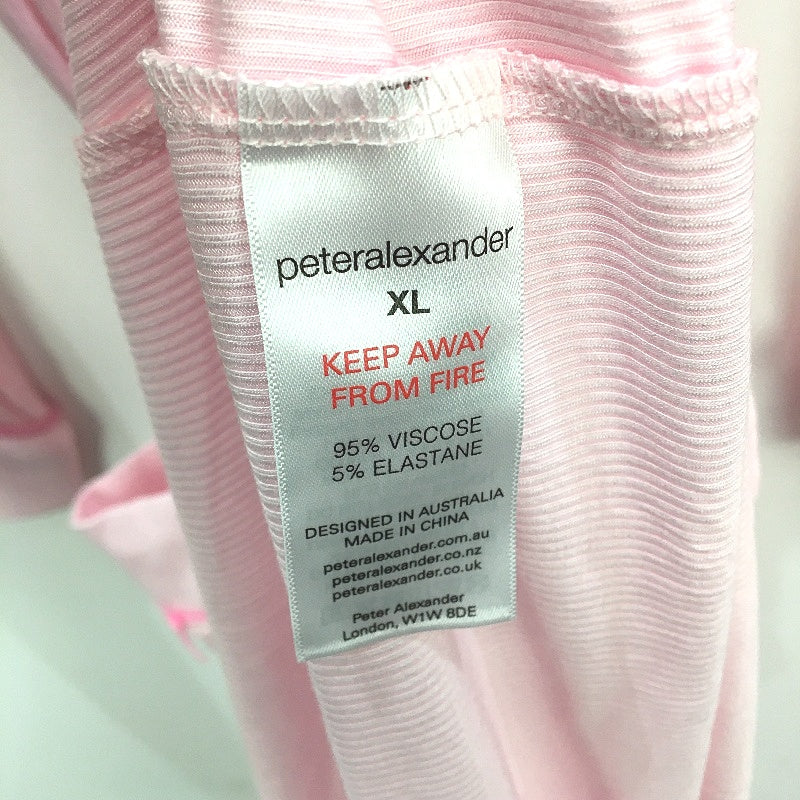 peteralexander
XL
KEEP AWAY
FROM FIRE
95% VISCOSE
5% ELASTANE
DESIGNED IN AUSTRALIA
MADE IN CHINA
peteralexander.com.au
peteralexander.co.nz
peteralexander.co.uk
Peter Alexander
London, W1W 8DE